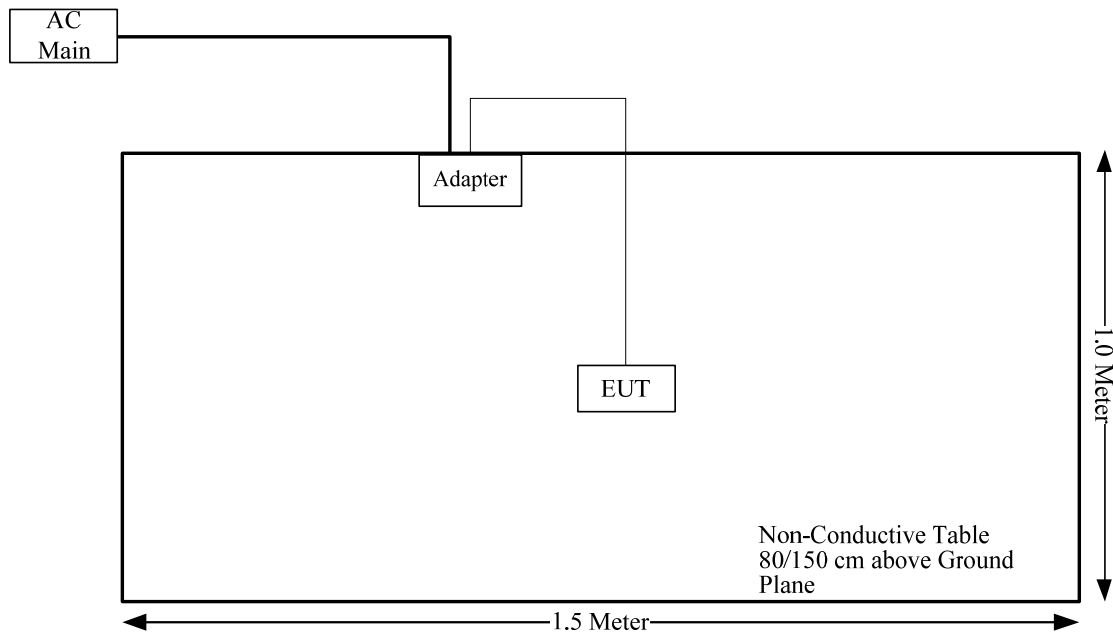 AC
Main
Adapter
EUT
1.0 Meter
Non-Conductive Table
80/150 cm above Ground
Plane
1.5 Meter